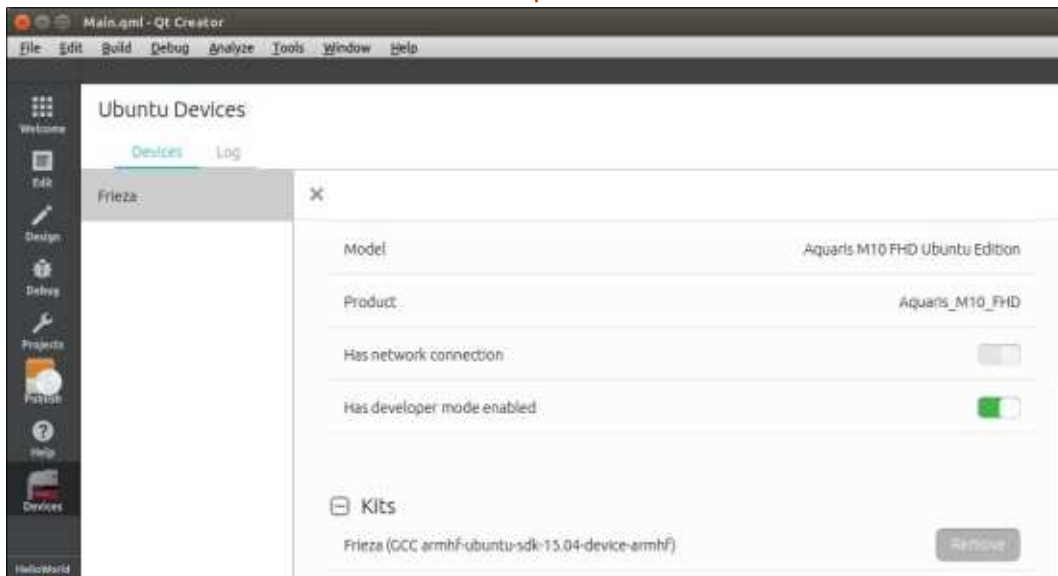 Main.qml - Qt Creator
File Edit Build Debug Analyze Tools Window Help
Welcome
Edit
Design
Debug
Projects
Publish
Help
Devices
HelloWorld
Ubuntu Devices
Devices Log
Frieza
Model Aquaris M10 FHD Ubuntu Edition
Product Aquaris_M10_FHD
Has network connection
Has developer mode enabled
Kits
Frieza (GCC armhf-ubuntu-sdk-15.04-device-armhf) Remove